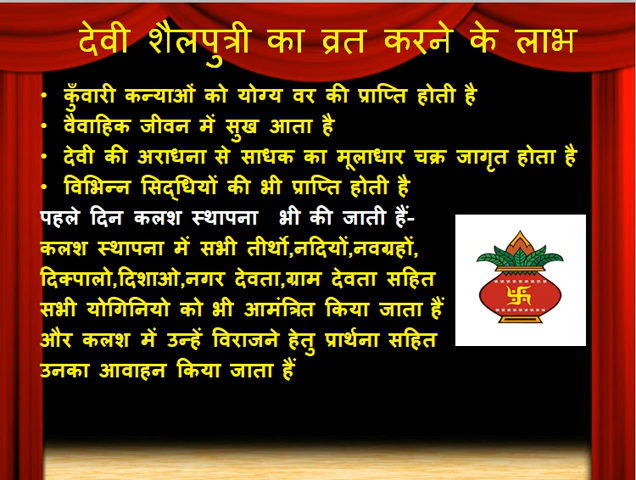 देवी शैलपुत्री का व्रत करने के लाभ
• कुँवारी कन्याओं को योग्य वर की प्राप्ति होती है
• वैवाहिक जीवन में सुख आता है
• देवी की अराधना से साधक का मूलाधार चक्र जागृत होता है
• विभिन्न सिद्धियों की भी प्राप्ति होती है
पहले दिन कलश स्थापना भी की जाती हैं-
कलश स्थापना में सभी तीर्थो,नदियों,नवग्रहों,
दिक्पालो,दिशाओ,नगर देवता,ग्राम देवता सहित
सभी योगिनियो को भी आमंत्रित किया जाता हैं
और कलश में उन्हें विराजने हेतु प्रार्थना सहित
उनका आवाहन किया जाता हैं